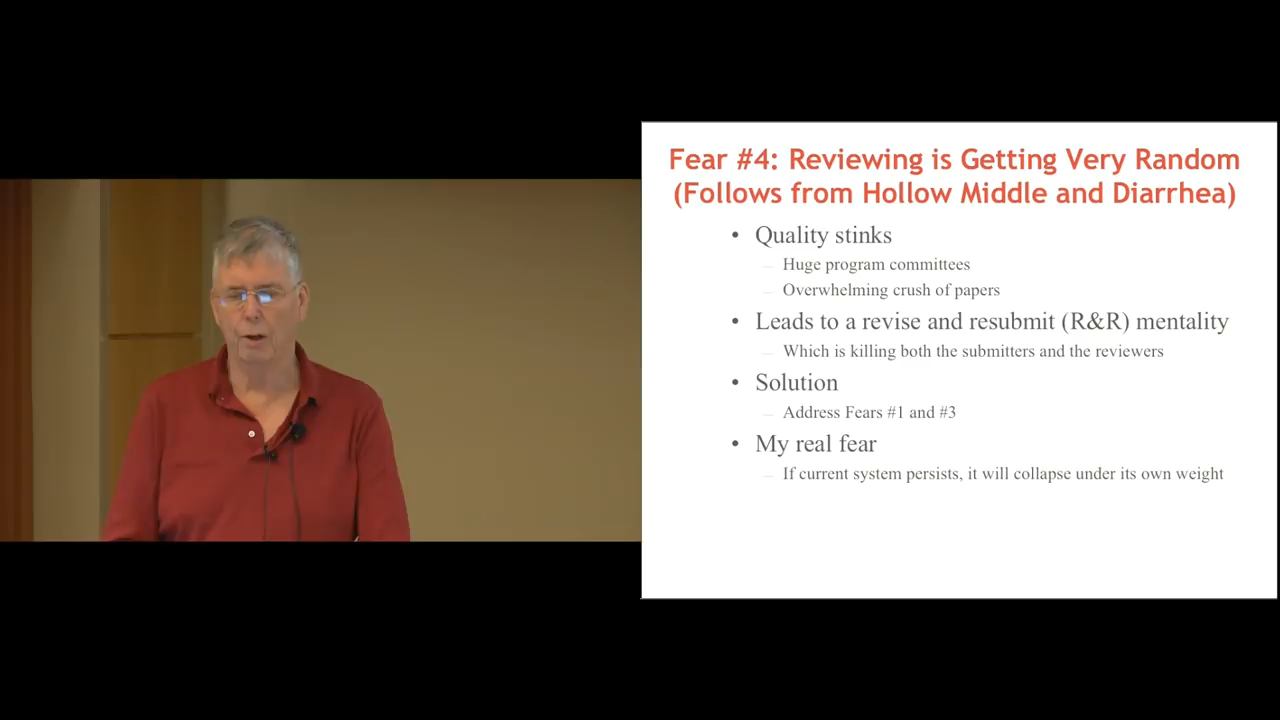 Fear #4: Reviewing is Getting Very Random
(Follows from Hollow Middle and Diarrhea)
• Quality stinks
– Huge program committees
– Overwhelming crush of papers
• Leads to a revise and resubmit (R&R) mentality
– Which is killing both the submitters and the reviewers
• Solution
– Address Fears #1 and #3
• My real fear
– If current system persists, it will collapse under its own weight